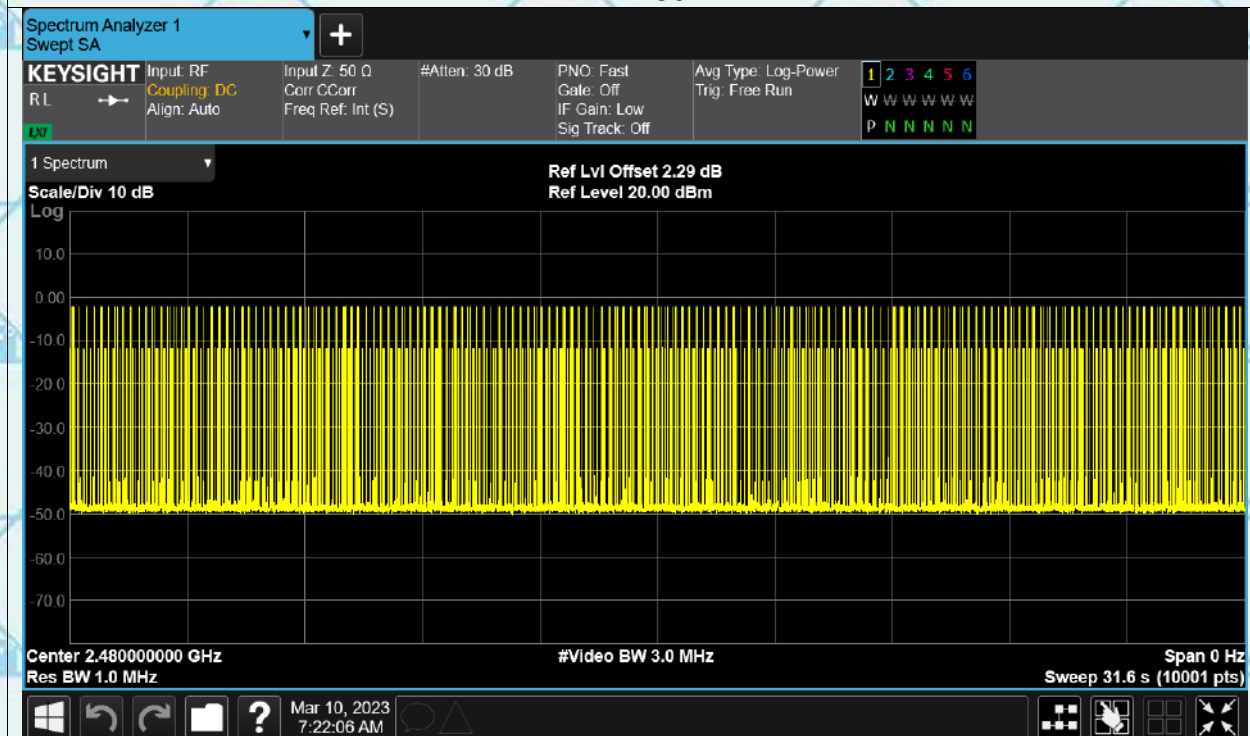 Spectrum Analyzer 1
Swept SA
+
KEYSIGHT
RL
LXI
Input: RF
Coupling: DC
Align: Auto
Input Z: 50 Ω
Corr CCorr
Freq Ref: Int (S)
#Atten: 30 dB
PNO: Fast
Gate: Off
IF Gain: Low
Sig Track: Off
Avg Type: Log-Power
Trig: Free Run
1 2 3 4 5 6
W W W W W W
P N N N N N
1 Spectrum
Scale/Div 10 dB
Ref Lvl Offset 2.29 dB
Ref Level 20.00 dBm
Log
10.0
0.00
-10.0
-20.0
-30.0
-40.0
-50.0
-60.0
-70.0
Center 2.480000000 GHz
#Video BW 3.0 MHz
Span 0 Hz
Res BW 1.0 MHz
Sweep 31.6 s (10001 pts)
?
Mar 10, 2023
7:22:06 AM